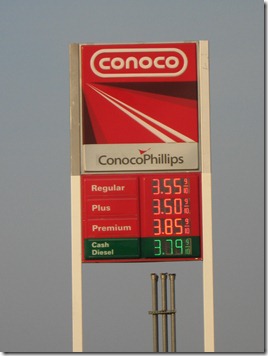 CONOCO
ConocoPhillips
Regular 3.55
Plus 3.50
Premium 3.85
Cash
Diesel 3.79